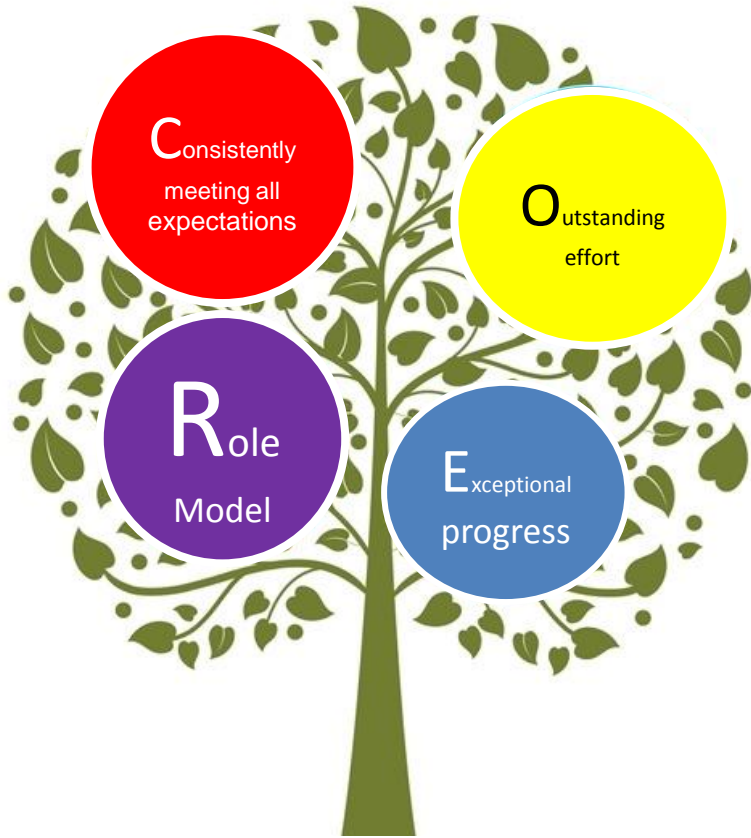 Consistently
meeting all
expectations
Outstanding
effort
Role
Model
Exceptional
progress